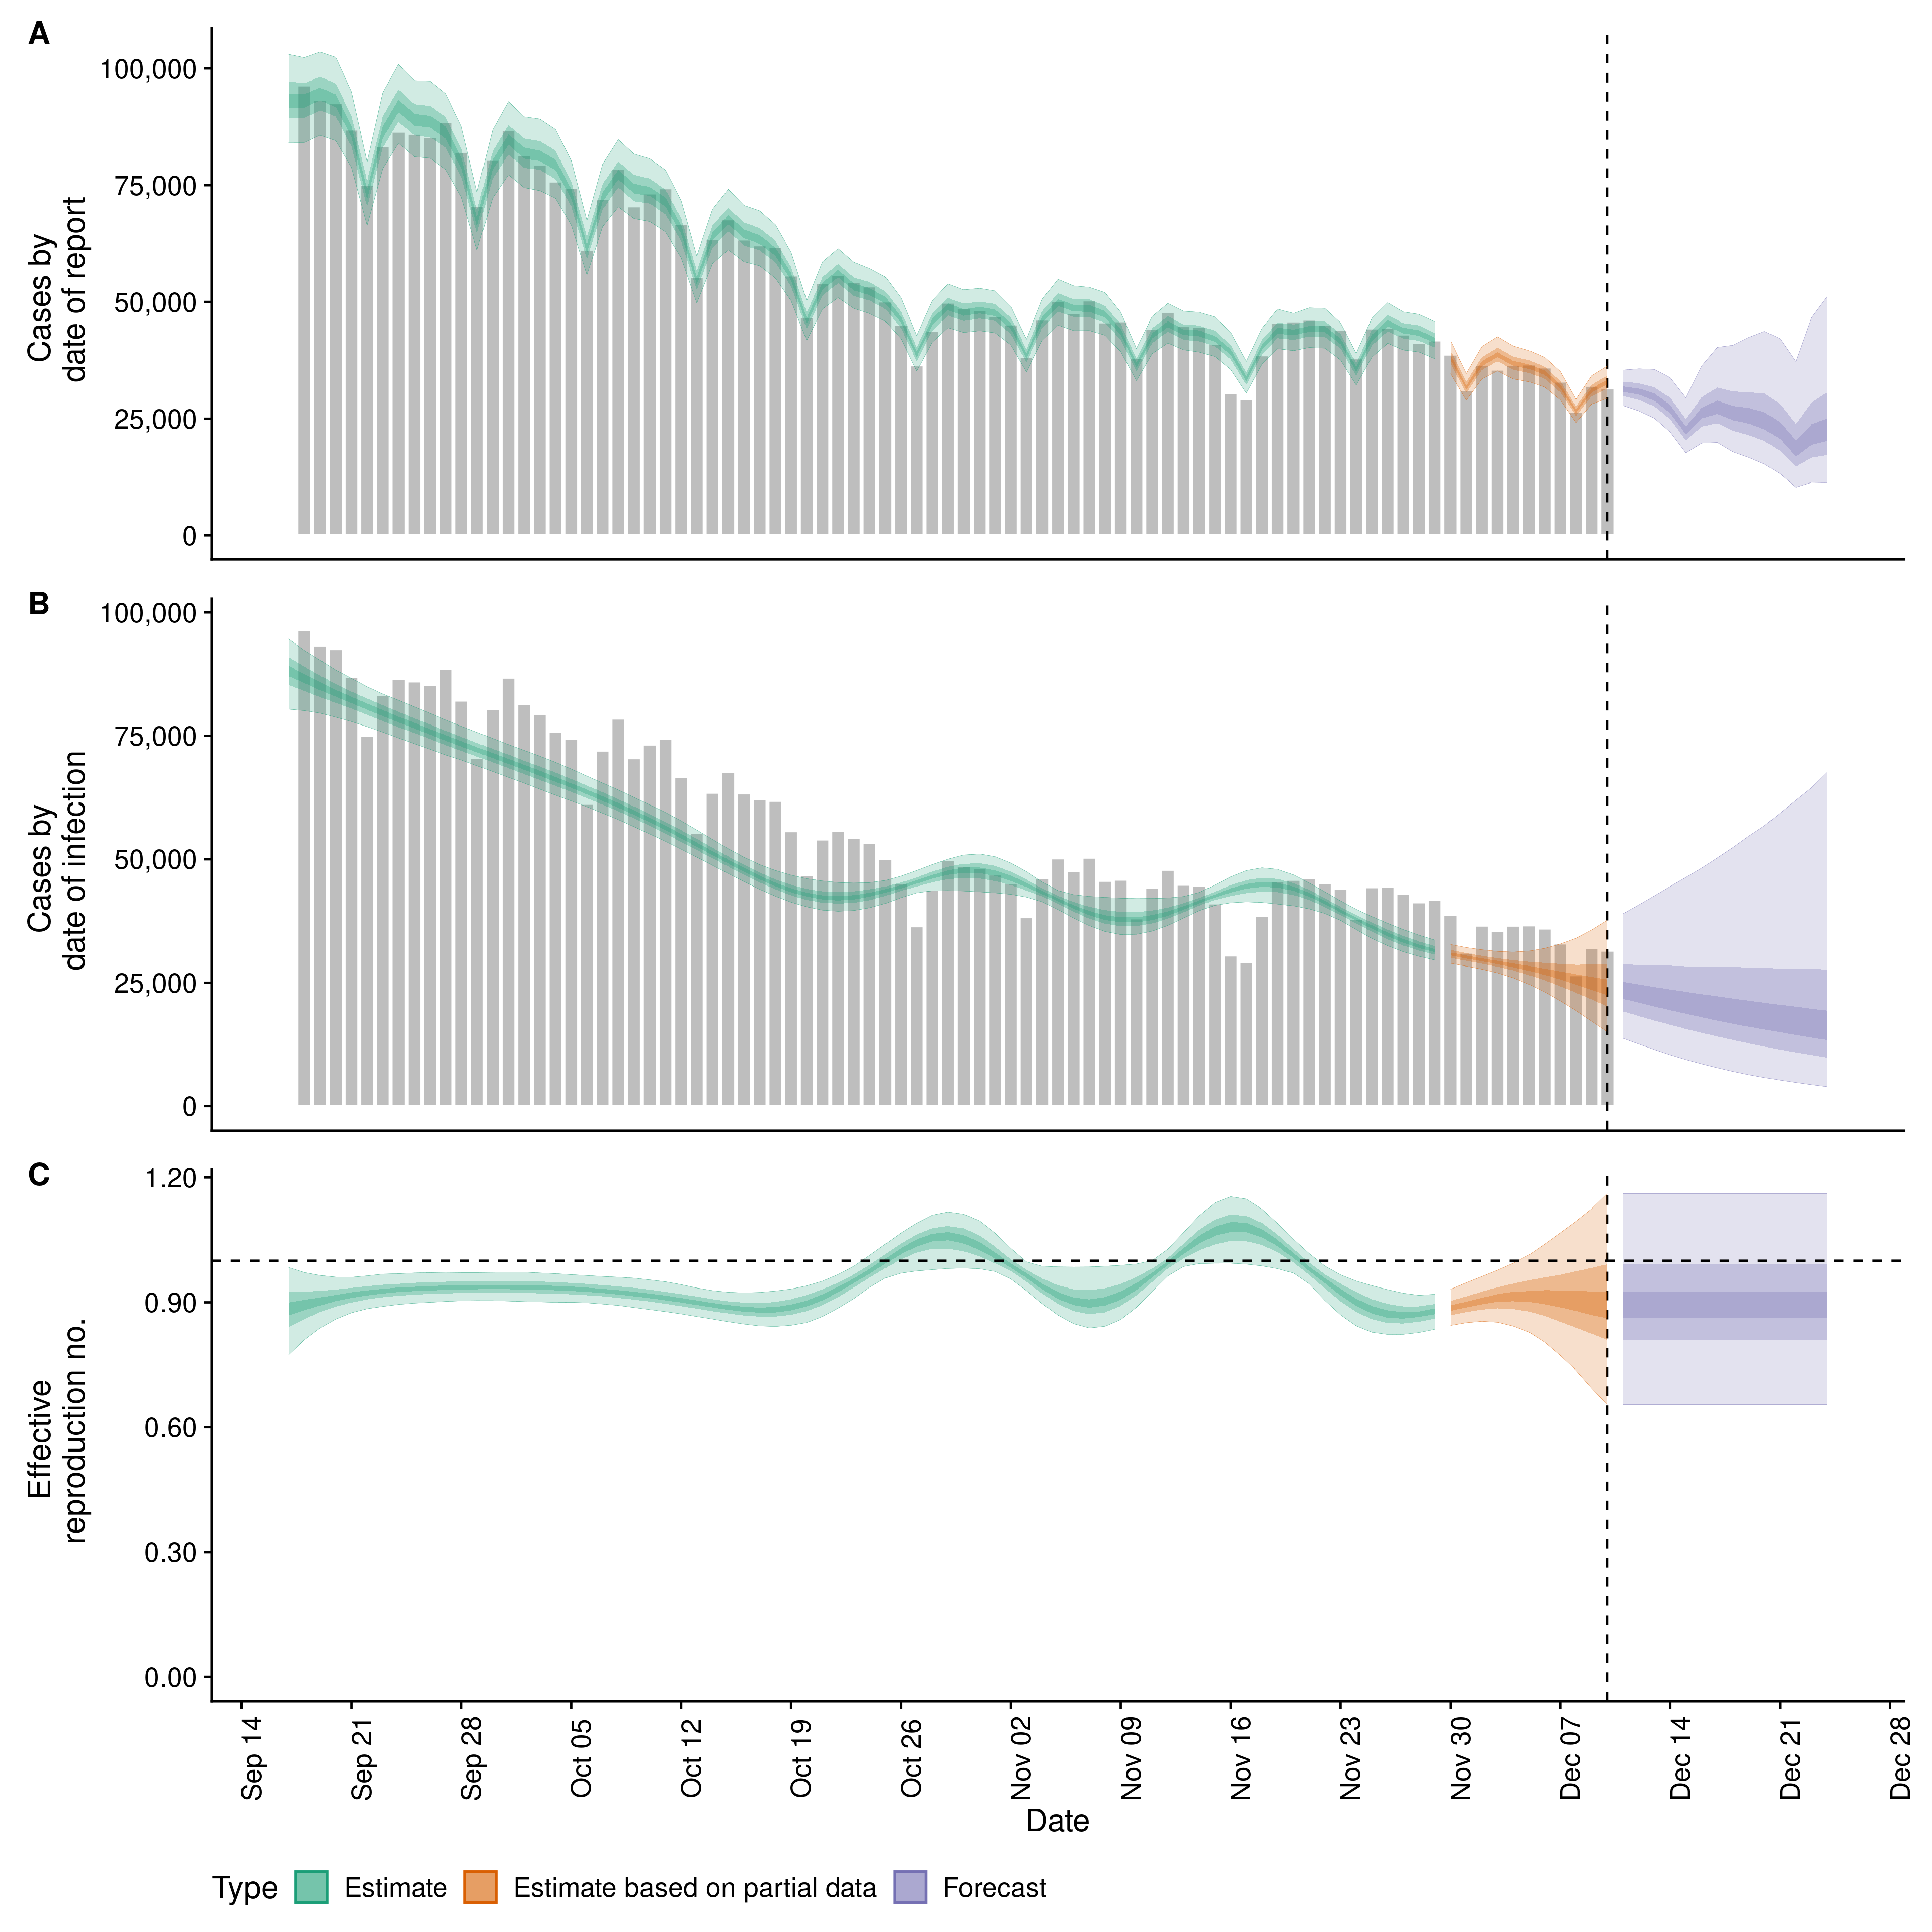 A
100,000
75,000
50,000
25,000
0
Cases by
date of report
B
100,000
75,000
50,000
25,000
0
Cases by
date of infection
C
1.20
0.90
0.60
0.30
0.00
Effective
reproduction no.
Sep 14
Sep 21
Sep 28
Oct 05
Oct 12
Oct 19
Oct 26
Nov 02
Nov 09
Nov 16
Nov 23
Nov 30
Dec 07
Dec 14
Dec 21
Dec 28
Date
Type Estimate Estimate based on partial data Forecast